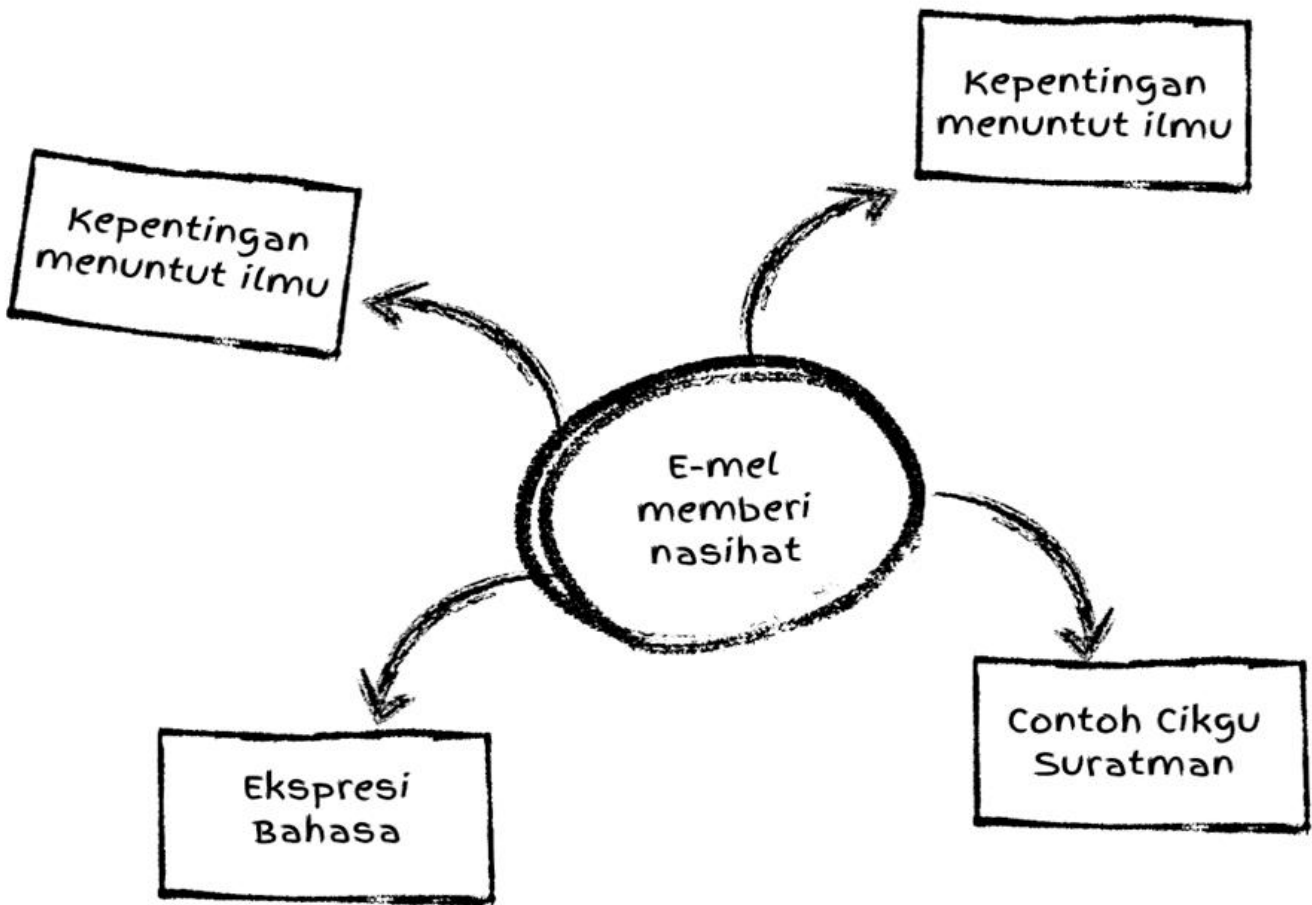 Kepentingan
menuntut ilmu
Kepentingan
menuntut ilmu
E-mel
memberi
nasihat
Contoh Cikgu
Suratman
Ekspresi
Bahasa